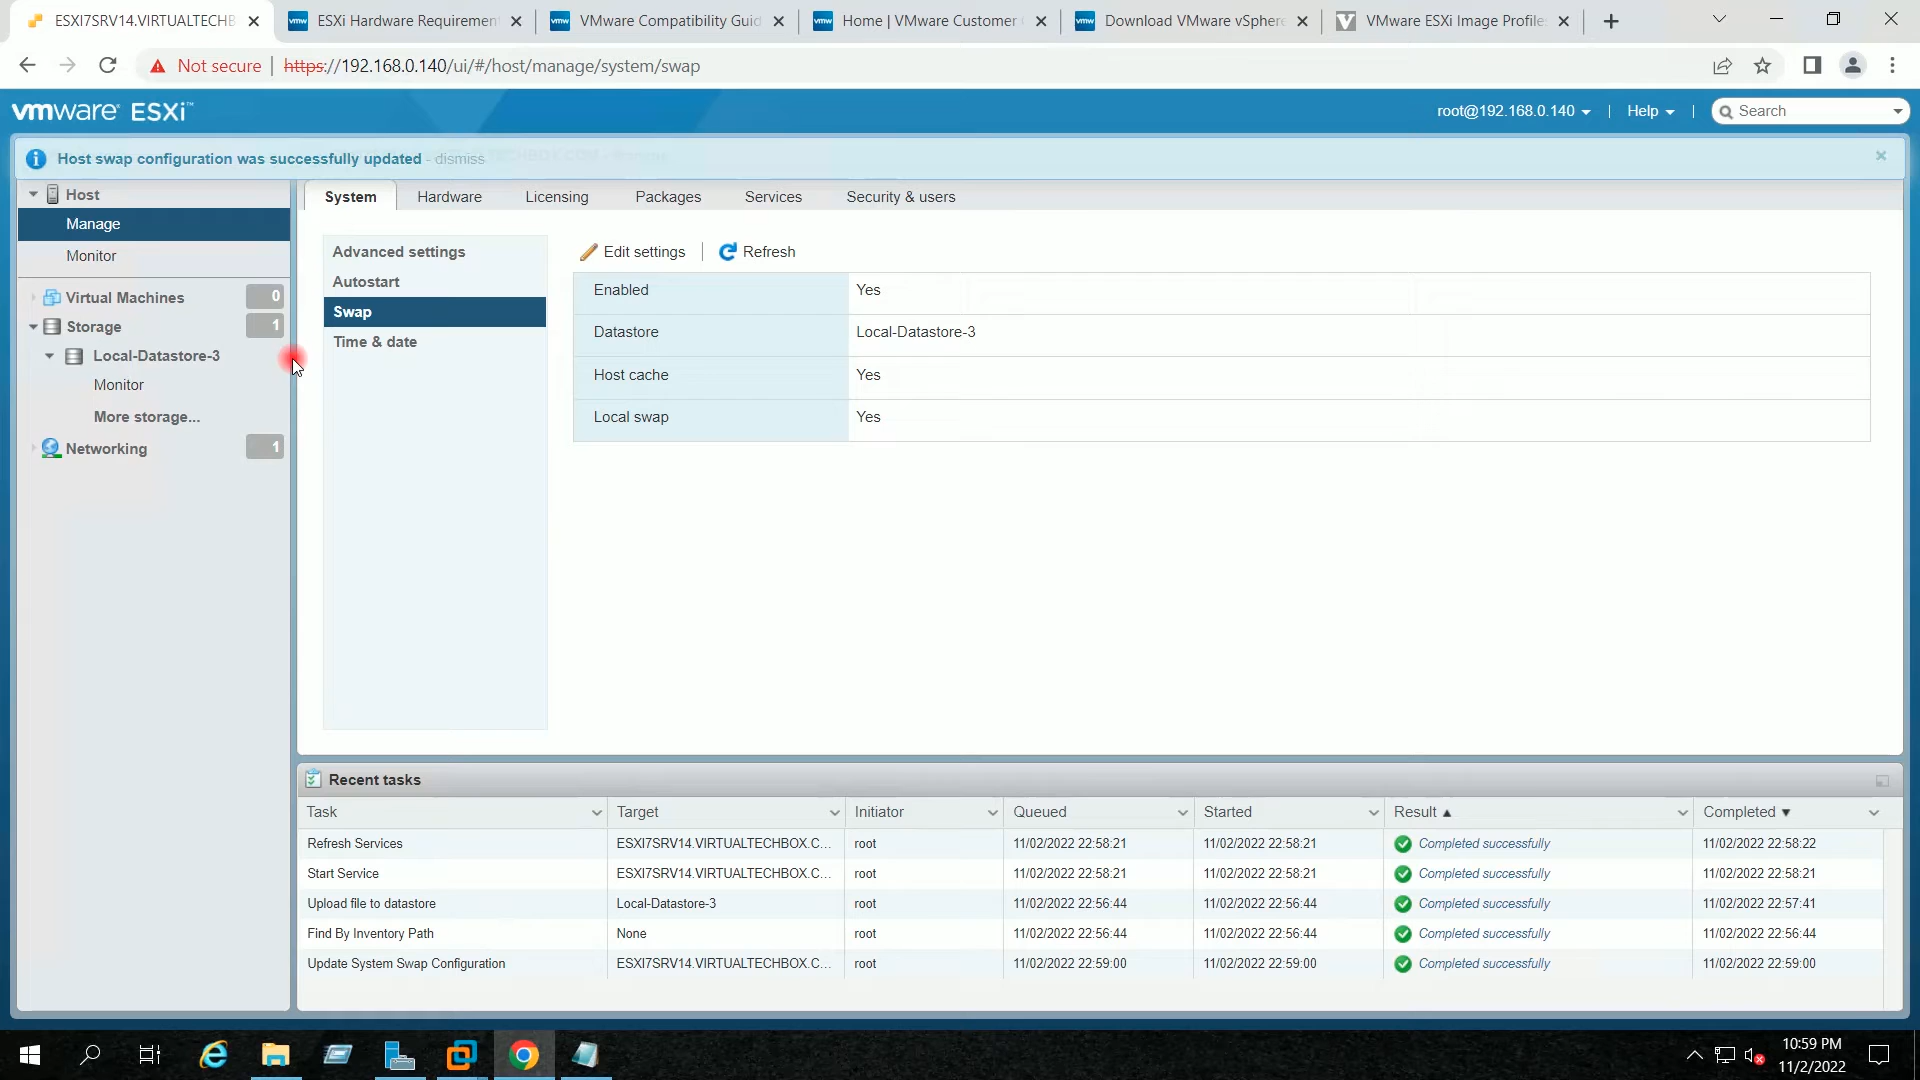 ESXI7SRV14.VIRTUALTECHB
ESXi Hardware Requirement
VMware Compatibility Guid
Home | VMware Customer
Download VMware vSphere
VMware ESXi Image Profiles
Not secure | https://192.168.0.140/ui/#/host/manage/system/swap
vmware ESXi™
root@192.168.0.140 | Help | Search
Host swap configuration was successfully updated - dismiss
Host
Manage
Monitor
Virtual Machines 0
Storage 1
Local-Datastore-3
Monitor
More storage...
Networking 1
System Hardware Licensing Packages Services Security & users
Advanced settings
Autostart
Swap
Time & date
Edit settings | Refresh
Enabled Yes
Datastore Local-Datastore-3
Host cache Yes
Local swap Yes
Recent tasks
Task Target Initiator Queued Started Result ▲ Completed ▼
Refresh Services ESXI7SRV14.VIRTUALTECHBOX.C... root 11/02/2022 22:58:21 11/02/2022 22:58:21 Completed successfully 11/02/2022 22:58:22
Start Service ESXI7SRV14.VIRTUALTECHBOX.C... root 11/02/2022 22:58:21 11/02/2022 22:58:21 Completed successfully 11/02/2022 22:58:21
Upload file to datastore Local-Datastore-3 root 11/02/2022 22:56:44 11/02/2022 22:56:44 Completed successfully 11/02/2022 22:57:41
Find By Inventory Path None root 11/02/2022 22:56:44 11/02/2022 22:56:44 Completed successfully 11/02/2022 22:56:44
Update System Swap Configuration ESXI7SRV14.VIRTUALTECHBOX.C... root 11/02/2022 22:59:00 11/02/2022 22:59:00 Completed successfully 11/02/2022 22:59:00
10:59 PM
11/2/2022